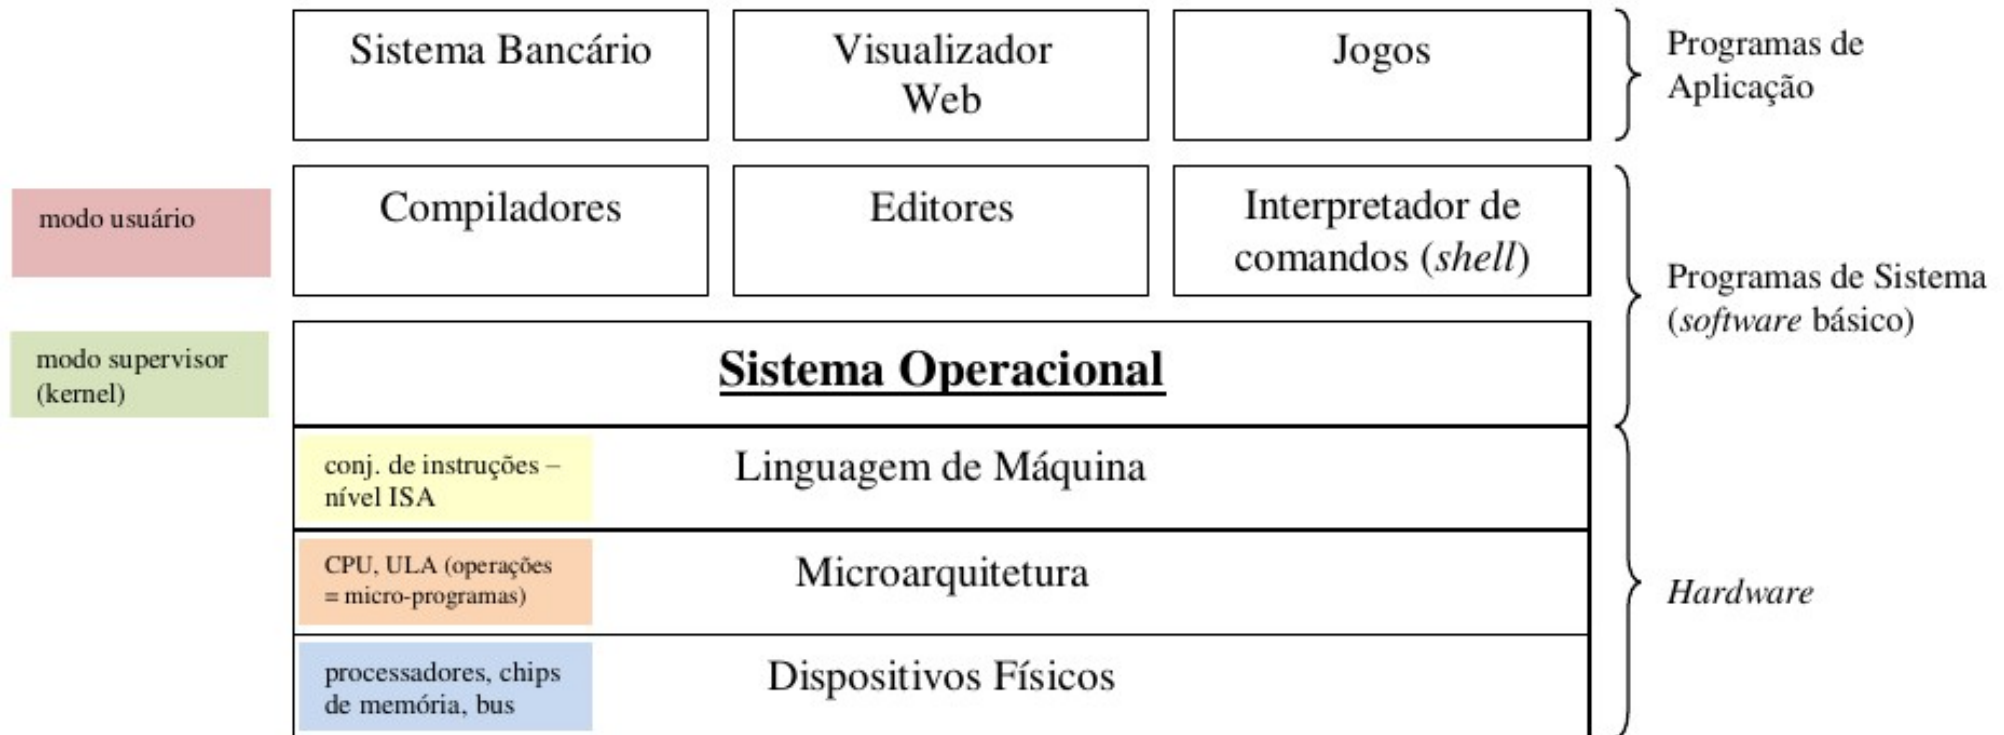 Sistema Bancário
Visualizador
Web
Jogos
Programas de
Aplicação
modo usuário
Compiladores
Editores
Interpretador de
comandos (shell)
Programas de Sistema
(software básico)
modo supervisor
(kernel)
Sistema Operacional
conj. de instruções –
nível ISA
Linguagem de Máquina
CPU, ULA (operações
= micro-programas)
Microarquitetura
Hardware
processadores, chips
de memória, bus
Dispositivos Físicos